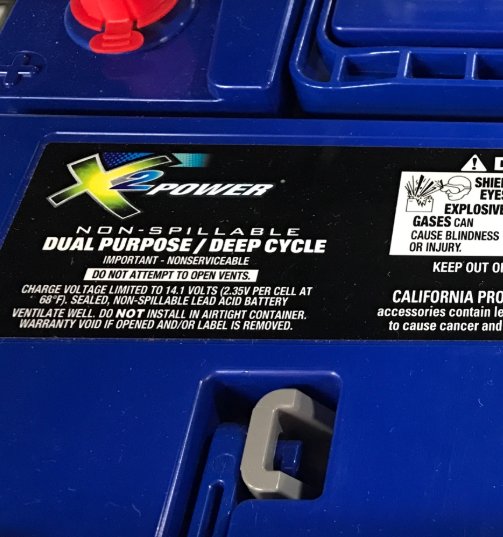 X2POWER
NON-SPILLABLE
DUAL PURPOSE / DEEP CYCLE
IMPORTANT - NONSERVICEABLE
DO NOT ATTEMPT TO OPEN VENTS.
CHARGE VOLTAGE LIMITED TO 14.1 VOLTS (2.35V PER CELL AT
68°F). SEALED, NON-SPILLABLE LEAD ACID BATTERY
VENTILATE WELL. DO NOT INSTALL IN AIRTIGHT CONTAINER.
WARRANTY VOID IF OPENED AND/OR LABEL IS REMOVED.
SHIE
EYES
EXPLOSIVE
GASES CAN
CAUSE BLINDNESS
OR INJURY.
KEEP OUT O
CALIFORNIA PRO
accessories contain le
to cause cancer and